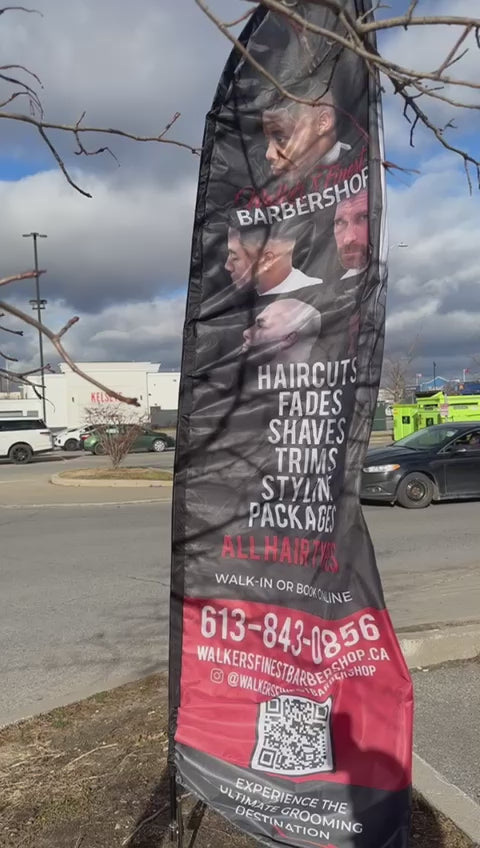 BARBERSHOP
KELSEYS
HAIRCUTS
FADES
SHAVES
TRIMS
STYLING
PACKAGES
ALL HAIR TYPES
WALK-IN OR BOOK ONLINE
613-843-0856
WALKERSFINESTBARBERSHOP.CA
@WALKERSFINESTBARBERSHOP
EXPERIENCE THE
ULTIMATE GROOMING
DESTINATION